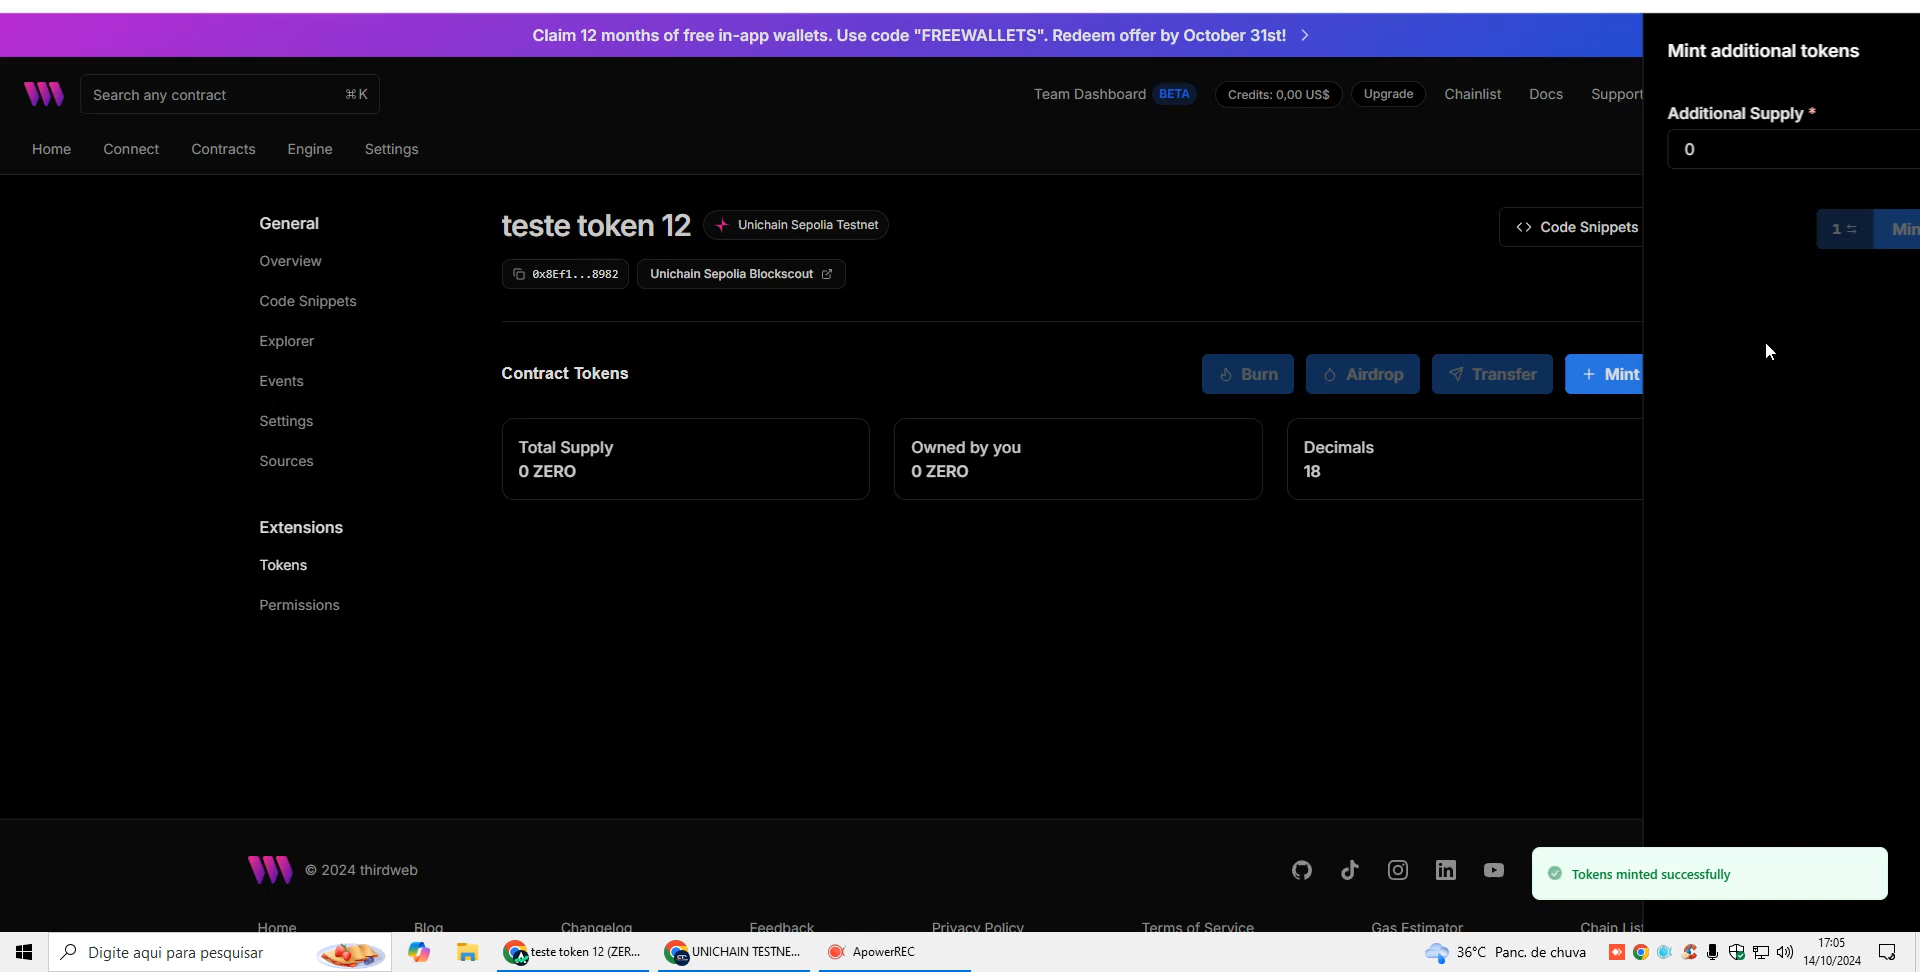 Claim 12 months of free in-app wallets. Use code "FREEWALLETS". Redeem offer by October 31st!
Search any contract ⌘K
Team Dashboard BETA Credits: 0,00 US$ Upgrade Chainlist Docs Support
Home Connect Contracts Engine Settings
Mint additional tokens
Additional Supply *
0
1
General
Overview
Code Snippets
Explorer
Events
Settings
Sources
Extensions
Tokens
Permissions
teste token 12 Unichain Sepolia Testnet
<> Code Snippets
0x8Ef1...8982 Unichain Sepolia Blockscout
Contract Tokens
Burn Airdrop Transfer + Mint
Total Supply
0 ZERO
Owned by you
0 ZERO
Decimals
18
© 2024 thirdweb
Tokens minted successfully
Home Blog Changelog Feedback Privacy Policy Terms of Service Gas Estimator Chain
Digite aqui para pesquisar
teste token 12 (ZER...
UNICHAIN TESTNE...
ApowerREC
36°C Panc. de chuva
17:05
14/10/2024